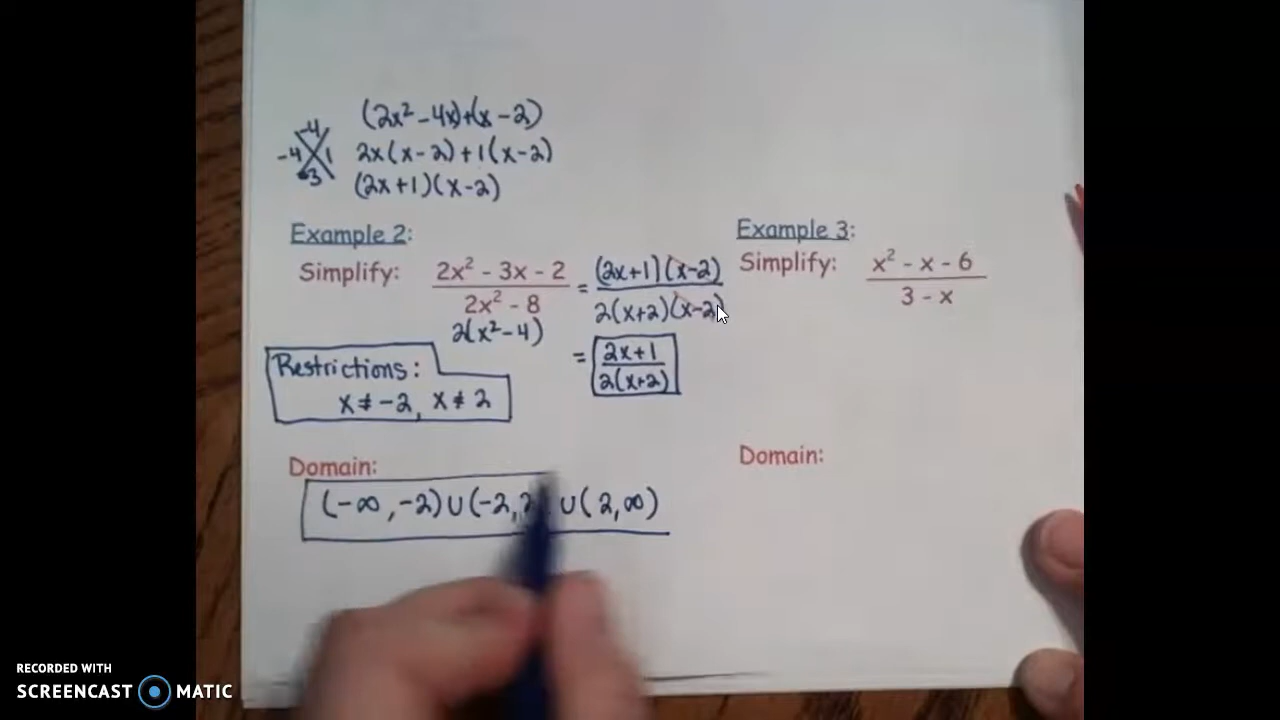 (2x² - 4x)+(x - 2)
-4
-4 1
-3
2x(x-2)+1(x-2)
(2x+1)(x-2)
Example 2:
Simplify: 2x² - 3x - 2 / 2x² - 8 = (2x+1)(x-2) / 2(x+2)(x-2)
2(x²-4)
= 2x+1 / 2(x+2)
Restrictions:
x ≠ -2, x ≠ 2
Domain:
(-∞, -2)∪(-2,2)∪(2,∞)
Example 3:
Simplify: x² - x - 6 / 3 - x
Domain:
RECORDED WITH
SCREENCAST MATIC